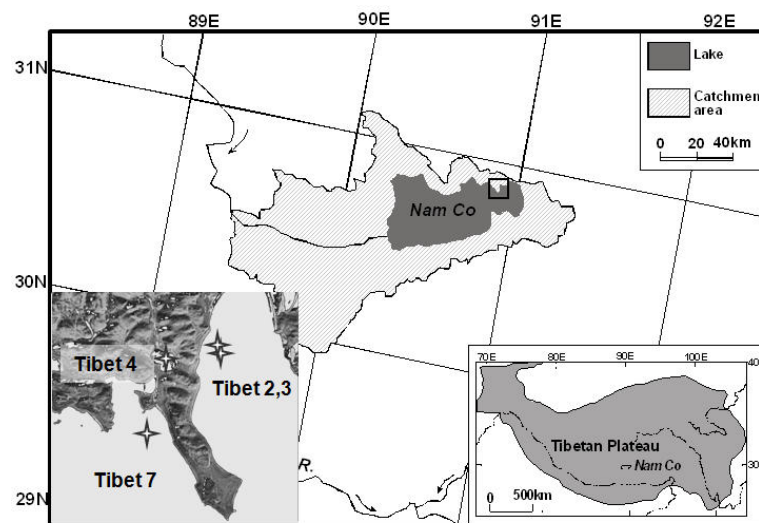 89E 90E 91E 92E
31N
30N
29N
Lake
Catchment
area
0 20 40km
Nam Co
Tibet 4
Tibet 2,3
Tibet 7
R.
70E 80E 90E 100E 40
30
Tibetan Plateau
Nam Co
0 500km